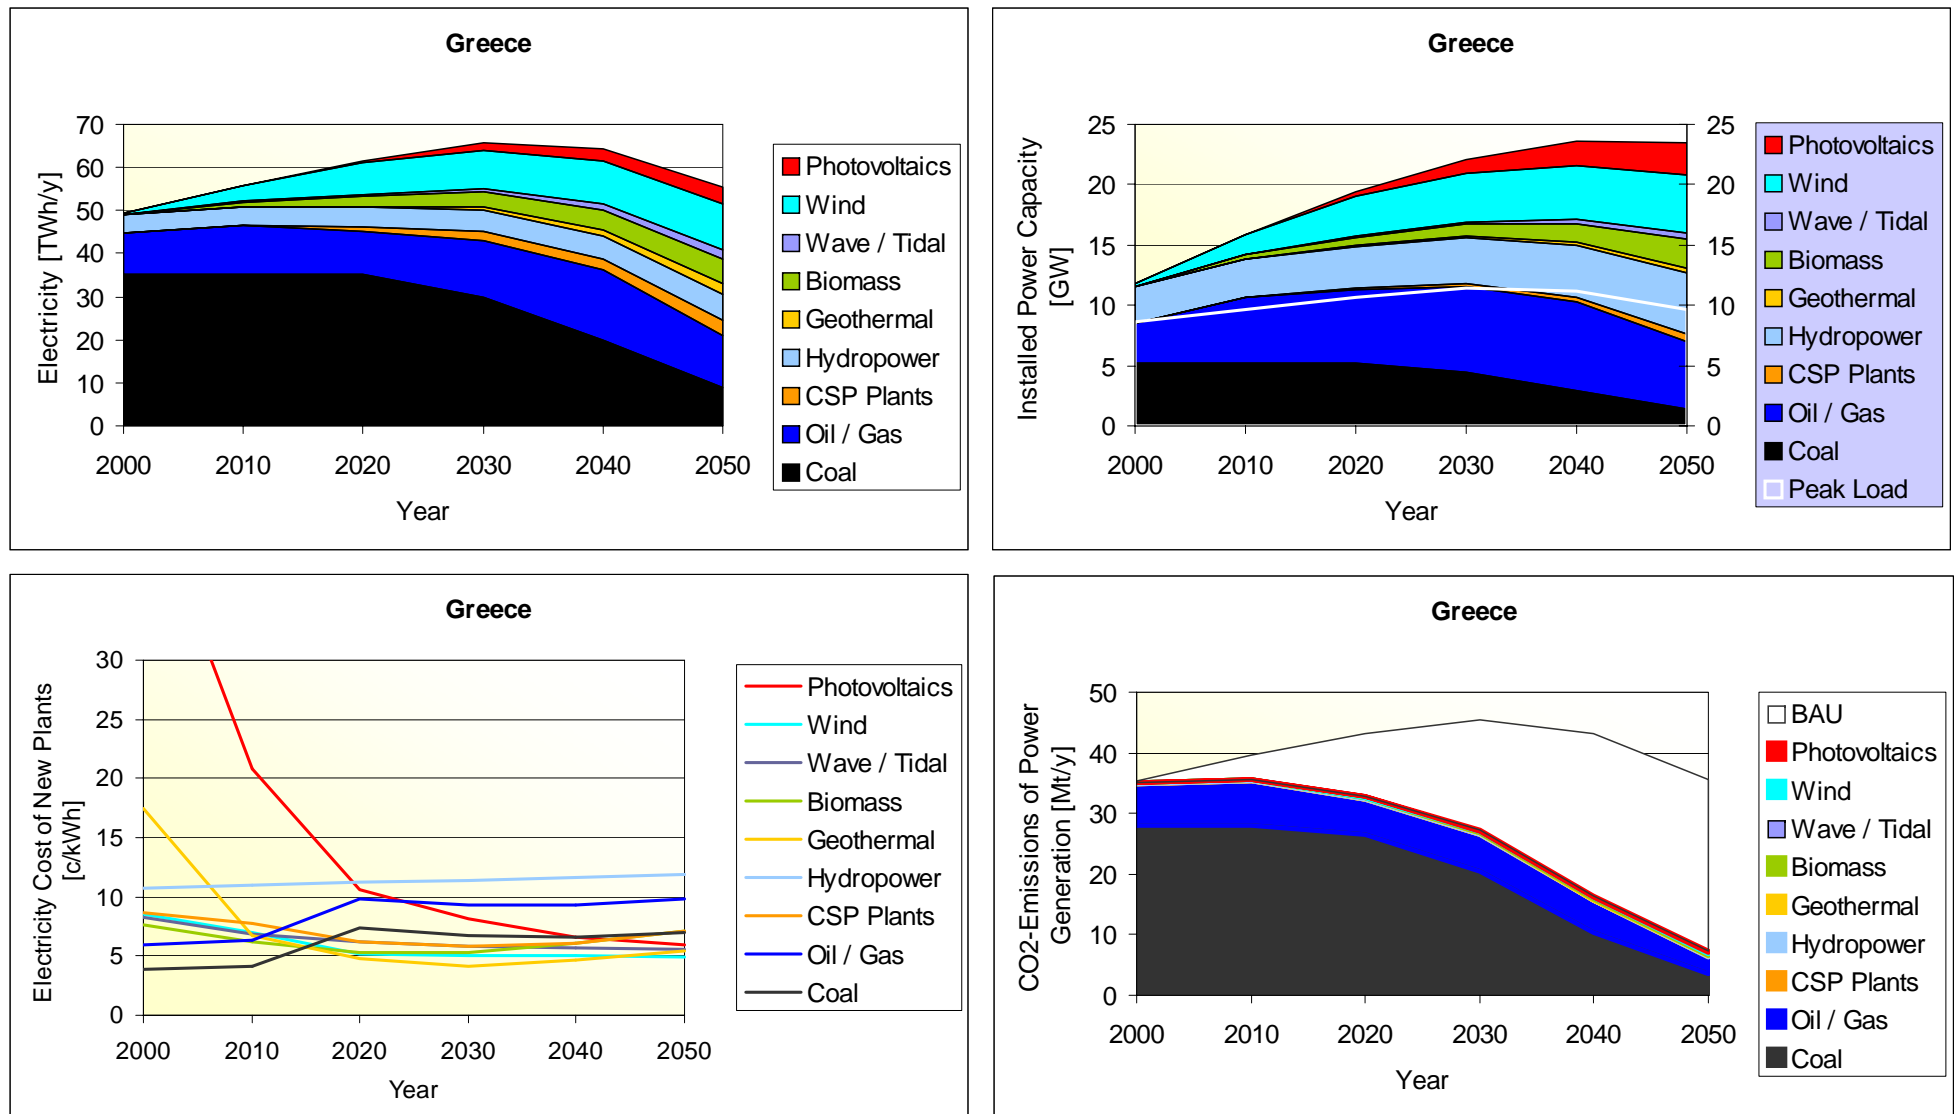 Greece
Electricity [TWh/y]
70
60
50
40
30
20
10
0
2000 2010 2020 2030 2040 2050
Year
Photovoltaics
Wind
Wave / Tidal
Biomass
Geothermal
Hydropower
CSP Plants
Oil / Gas
Coal
Greece
Installed Power Capacity
[GW]
25
20
15
10
5
0
25
20
15
10
5
0
2000 2010 2020 2030 2040 2050
Year
Photovoltaics
Wind
Wave / Tidal
Biomass
Geothermal
Hydropower
CSP Plants
Oil / Gas
Coal
Peak Load
Greece
Electricity Cost of New Plants
[c/kWh]
30
25
20
15
10
5
0
2000 2010 2020 2030 2040 2050
Year
Photovoltaics
Wind
Wave / Tidal
Biomass
Geothermal
Hydropower
CSP Plants
Oil / Gas
Coal
Greece
CO2-Emissions of Power
Generation [Mt/y]
50
40
30
20
10
0
2000 2010 2020 2030 2040 2050
Year
BAU
Photovoltaics
Wind
Wave / Tidal
Biomass
Geothermal
Hydropower
CSP Plants
Oil / Gas
Coal